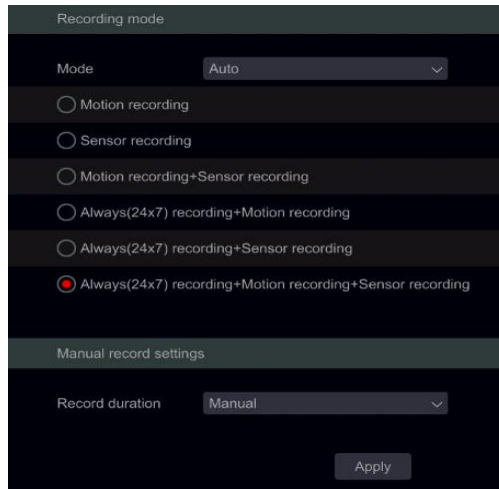 Recording mode
Mode Auto
Motion recording
Sensor recording
Motion recording+Sensor recording
Always(24x7) recording+Motion recording
Always(24x7) recording+Sensor recording
Always(24x7) recording+Motion recording+Sensor recording
Manual record settings
Record duration Manual
Apply